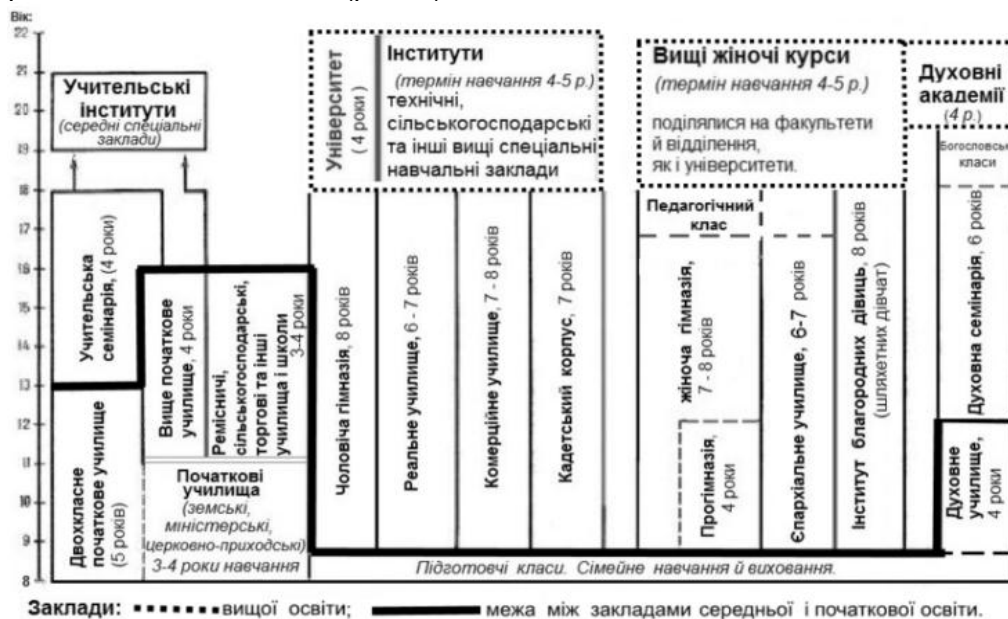 Вік:
22
21
20
19
18
17
16
15
14
13
12
11
10
9
8
Учительські
інститути
(середні спеціальні
заклади)
Учительська
семінарія, (4 роки)
Двохкласне
початкове училище
(5 років)
Вище початкове
училище, 4 роки
Ремісничі,
сільськогосподарські,
торгові та інші
училища і школи
3-4 роки
Початкові
училища
(земські,
міністерські,
церковно-приходські)
3-4 роки навчання
Університет
(4 роки)
Інститути
(термін навчання 4-5 р.)
технічні,
сільськогосподарські
та інші вищі спеціальні
навчальні заклади
Чоловіча гімназія, 8 років
Реальне училище, 6 - 7 років
Комерційне училище, 7 - 8 років
Кадетський корпус, 7 років
Вищі жіночі курси
(термін навчання 4-5 р.)
поділялися на факультети
й відділення,
як і університети.
Педагогічний
клас
жіноча гімназія,
7 - 8 років
Прогімназія,
4 роки
Єпархіальне училище, 6-7 років
Інститут благородних дівиць, 8 років
(шляхетних дівчат)
Духовні
академії
(4 р.)
Богословськ
класи
Духовна семінарія, 6 років
Духовне
училище,
4 роки
Підготовчі класи. Сімейне навчання й виховання.
Заклади: вищої освіти; межа між закладами середньої і початкової освіти.